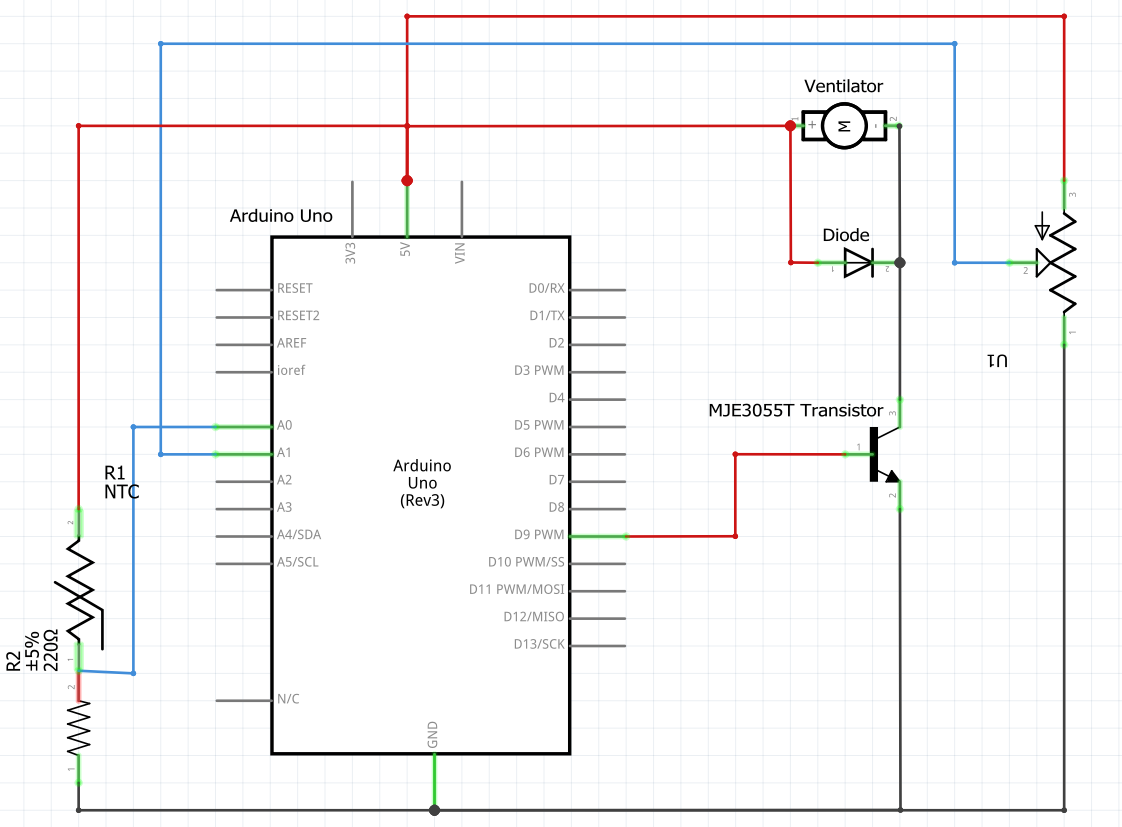 Ventilator
1
+
M
-
2
Arduino Uno
3V3
5V
VIN
3
Diode
1
2
2
RESET
D0/RX
RESET2
D1/TX
AREF
D2
ioref
D3 PWM
1
D4
U1
MJE3055T Transistor
3
A0
D5 PWM
A1
D6 PWM
1
R1
NTC
Arduino
Uno
(Rev3)
A2
D7
A3
D8
2
2
A4/SDA
D9 PWM
A5/SCL
D10 PWM/SS
D11 PWM/MOSI
D12/MISO
D13/SCK
R2
±5%
220Ω
1
2
N/C
GND
1